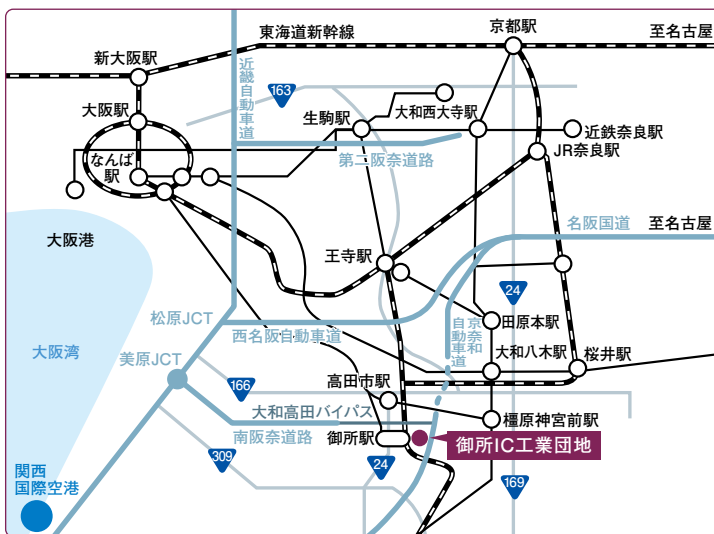 東海道新幹線
京都駅
至名古屋
新大阪駅
近畿自動車道
163
大阪駅
生駒駅
大和西大寺駅
近鉄奈良駅
JR奈良駅
第二阪奈道路
なんば
駅
名阪国道
至名古屋
大阪港
王寺駅
24
松原JCT
田原本駅
西名阪自動車道
京奈和
自動車道
大阪湾
美原JCT
大和八木駅
桜井駅
166
高田市駅
大和高田バイパス
橿原神宮前駅
南阪奈道路
御所駅
御所IC工業団地
309
24
169
関西
国際空港